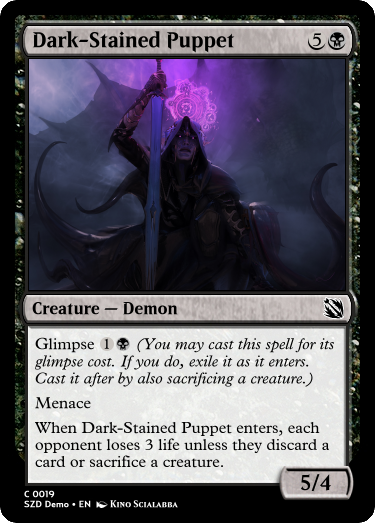 Dark-Stained Puppet 5
Creature — Demon
Glimpse 1 (You may cast this spell for its
glimpse cost. If you do, exile it as it enters.
Cast it after by also sacrificing a creature.)
Menace
When Dark-Stained Puppet enters, each
opponent loses 3 life unless they discard a
card or sacrifice a creature.
5/4
C 0019
SZD Demo • EN Kino Scialabba